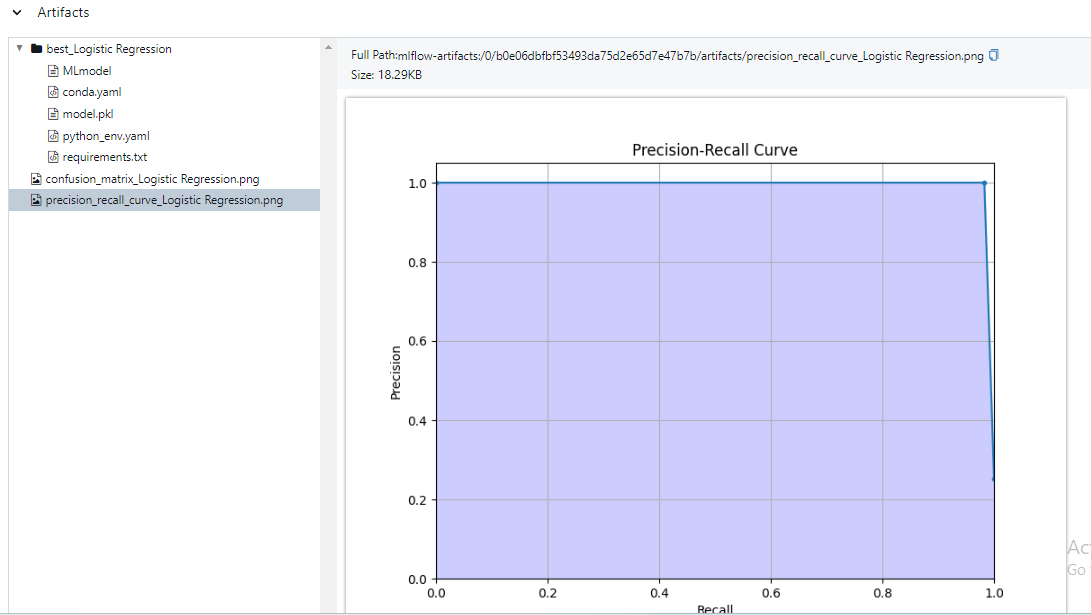 Artifacts
best_Logistic Regression
MLmodel
conda.yaml
model.pkl
python_env.yaml
requirements.txt
confusion_matrix_Logistic Regression.png
precision_recall_curve_Logistic Regression.png
Full Path:mlflow-artifacts:/0/b0e06dbfbf53493da75d2e65d7e47b7b/artifacts/precision_recall_curve_Logistic Regression.png
Size: 18.29KB
Precision-Recall Curve
1.0
0.8
0.6
0.4
0.2
0.0
Precision
0.0 0.2 0.4 0.6 0.8 1.0
Recall
Go